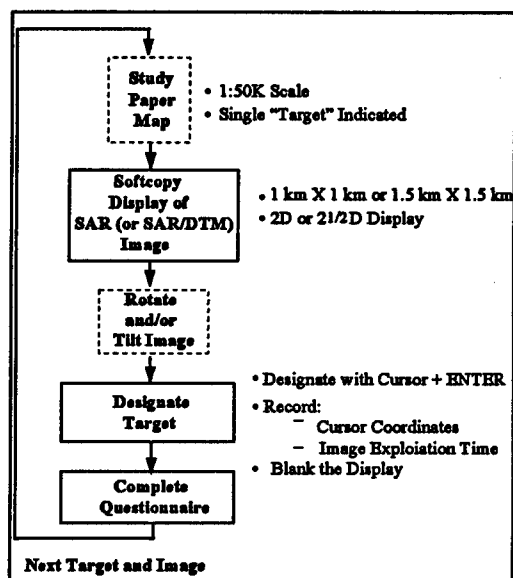 Study
Paper
Map
• 1:50K Scale
• Single "Target" Indicated
Softcopy
Display of
SAR (or SAR/DTM)
Image
• 1 km X 1 km or 1.5 km X 1.5 km
• 2D or 21/2D Display
Rotate
and/or
Tilt Image
Designate
Target
• Designate with Cursor + ENTER
• Record:
– Cursor Coordinates
– Image Exploiation Time
• Blank the Display
Complete
Questionnaire
Next Target and Image